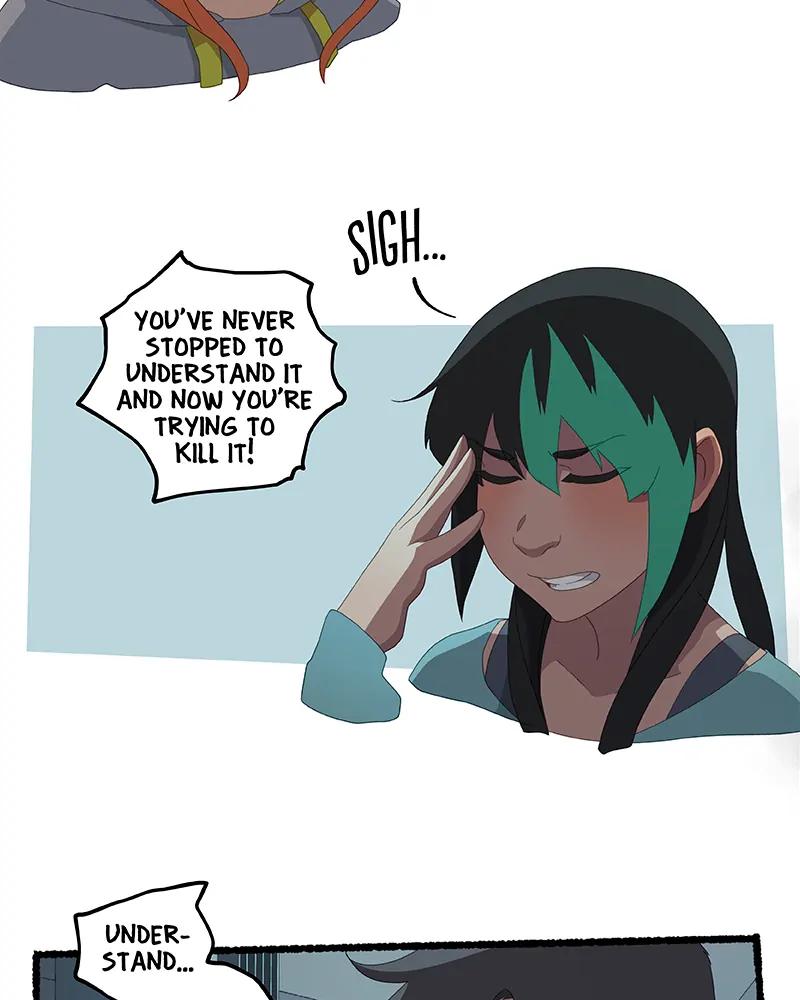 SIGH...
YOU'VE NEVER
STOPPED TO
UNDERSTAND IT
AND NOW YOU'RE
TRYING TO
KILL IT!
UNDER-
STAND...